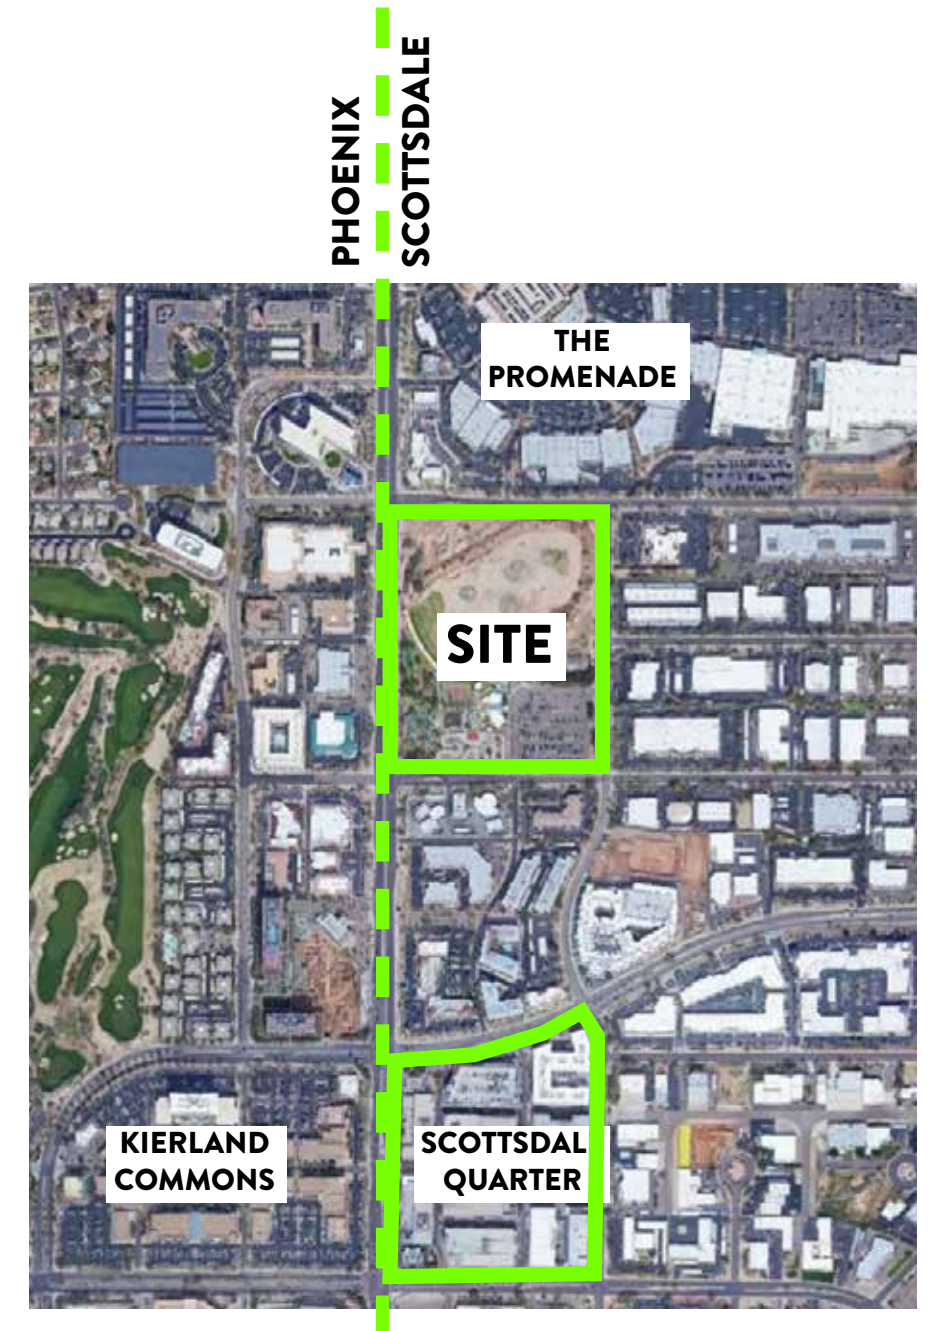 PHOENIX
SCOTTSDALE
THE
PROMENADE
SITE
KIERLAND
COMMONS
SCOTTSDAL
QUARTER